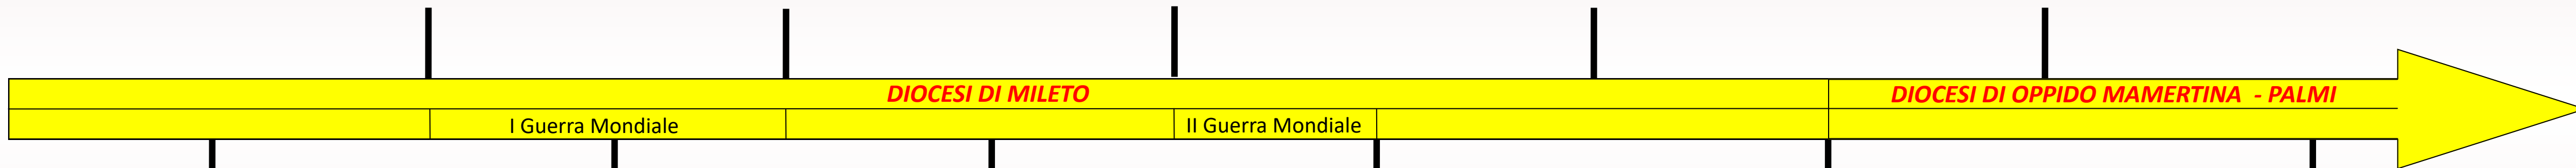 DIOCESI DI MILETO
DIOCESI DI OPPIDO MAMERTINA - PALMI
I Guerra Mondiale
II Guerra Mondiale